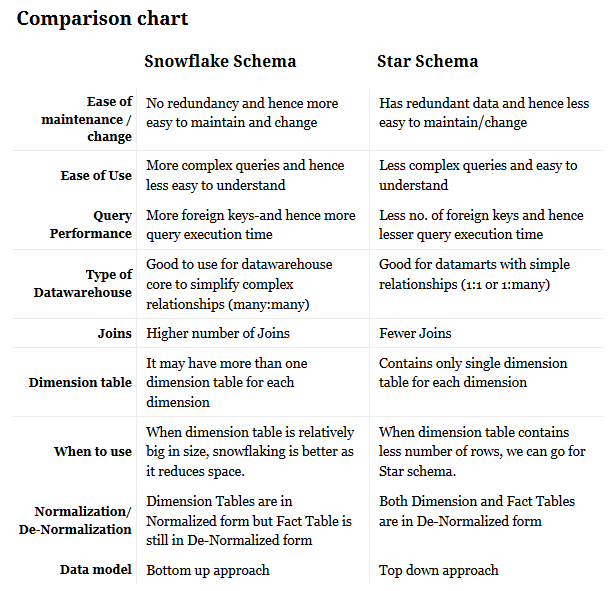 Comparison chart
Snowflake Schema
Star Schema
Ease of
maintenance /
change
No redundancy and hence more
easy to maintain and change
Has redundant data and hence less
easy to maintain/change
Ease of Use
More complex queries and hence
less easy to understand
Less complex queries and easy to
understand
Query
Performance
More foreign keys-and hence more
query execution time
Less no. of foreign keys and hence
lesser query execution time
Type of
Datawarehouse
Good to use for datawarehouse
core to simplify complex
relationships (many:many)
Good for datamarts with simple
relationships (1:1 or 1:many)
Joins
Higher number of Joins
Fewer Joins
Dimension table
It may have more than one
dimension table for each
dimension
Contains only single dimension
table for each dimension
When to use
When dimension table is relatively
big in size, snowflaking is better as
it reduces space.
When dimension table contains
less number of rows, we can go for
Star schema.
Normalization/
De-Normalization
Dimension Tables are in
Normalized form but Fact Table is
still in De-Normalized form
Both Dimension and Fact Tables
are in De-Normalized form
Data model
Bottom up approach
Top down approach